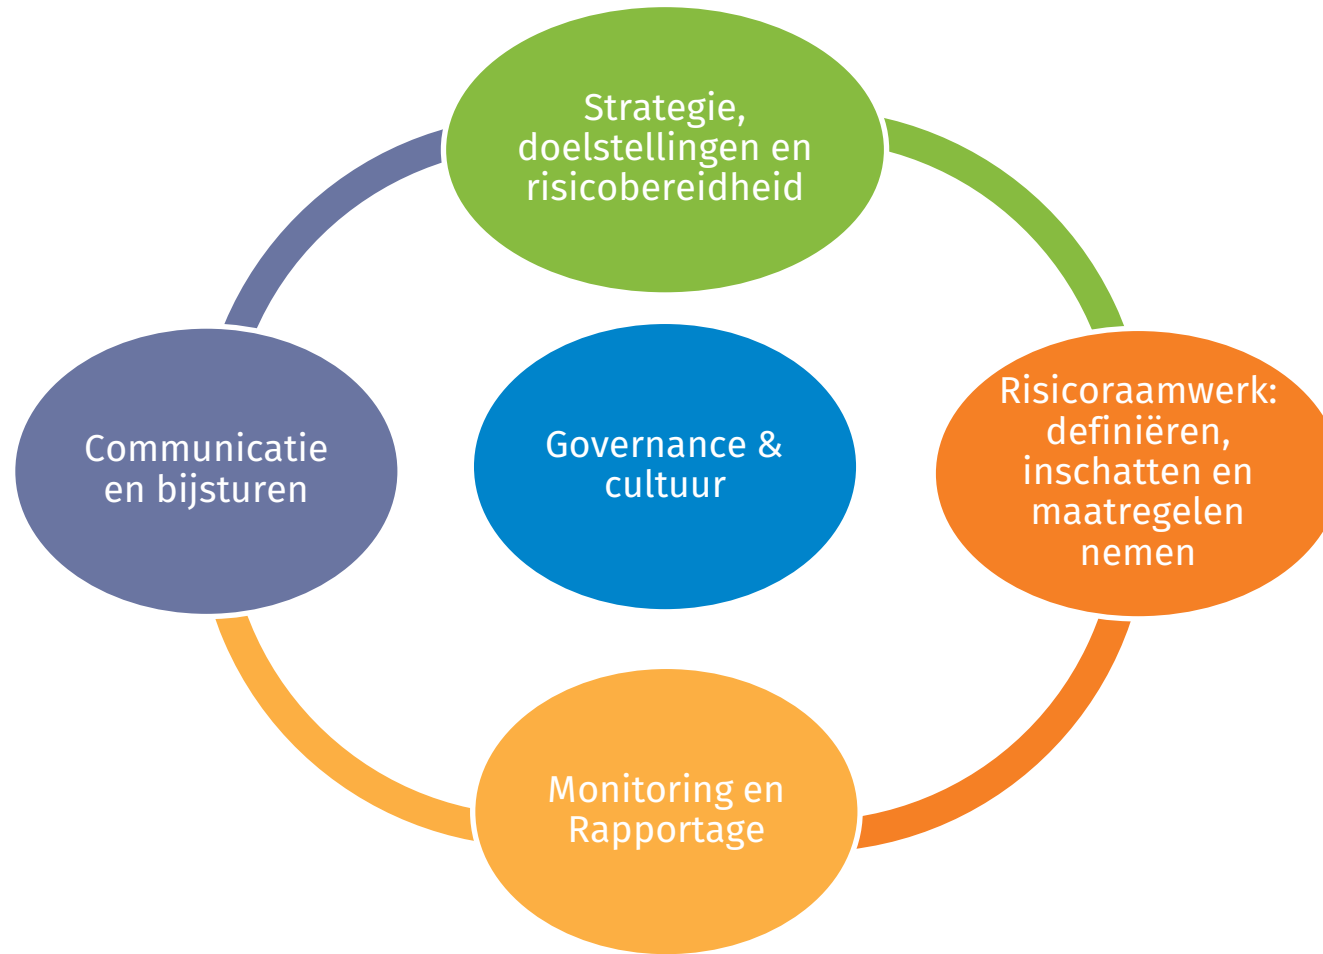 Strategie,
doelstellingen en
risicobereidheid
Risicoraamwerk:
definiëren,
inschatten en
maatregelen
nemen
Communicatie
en bijsturen
Governance &
cultuur
Monitoring en
Rapportage